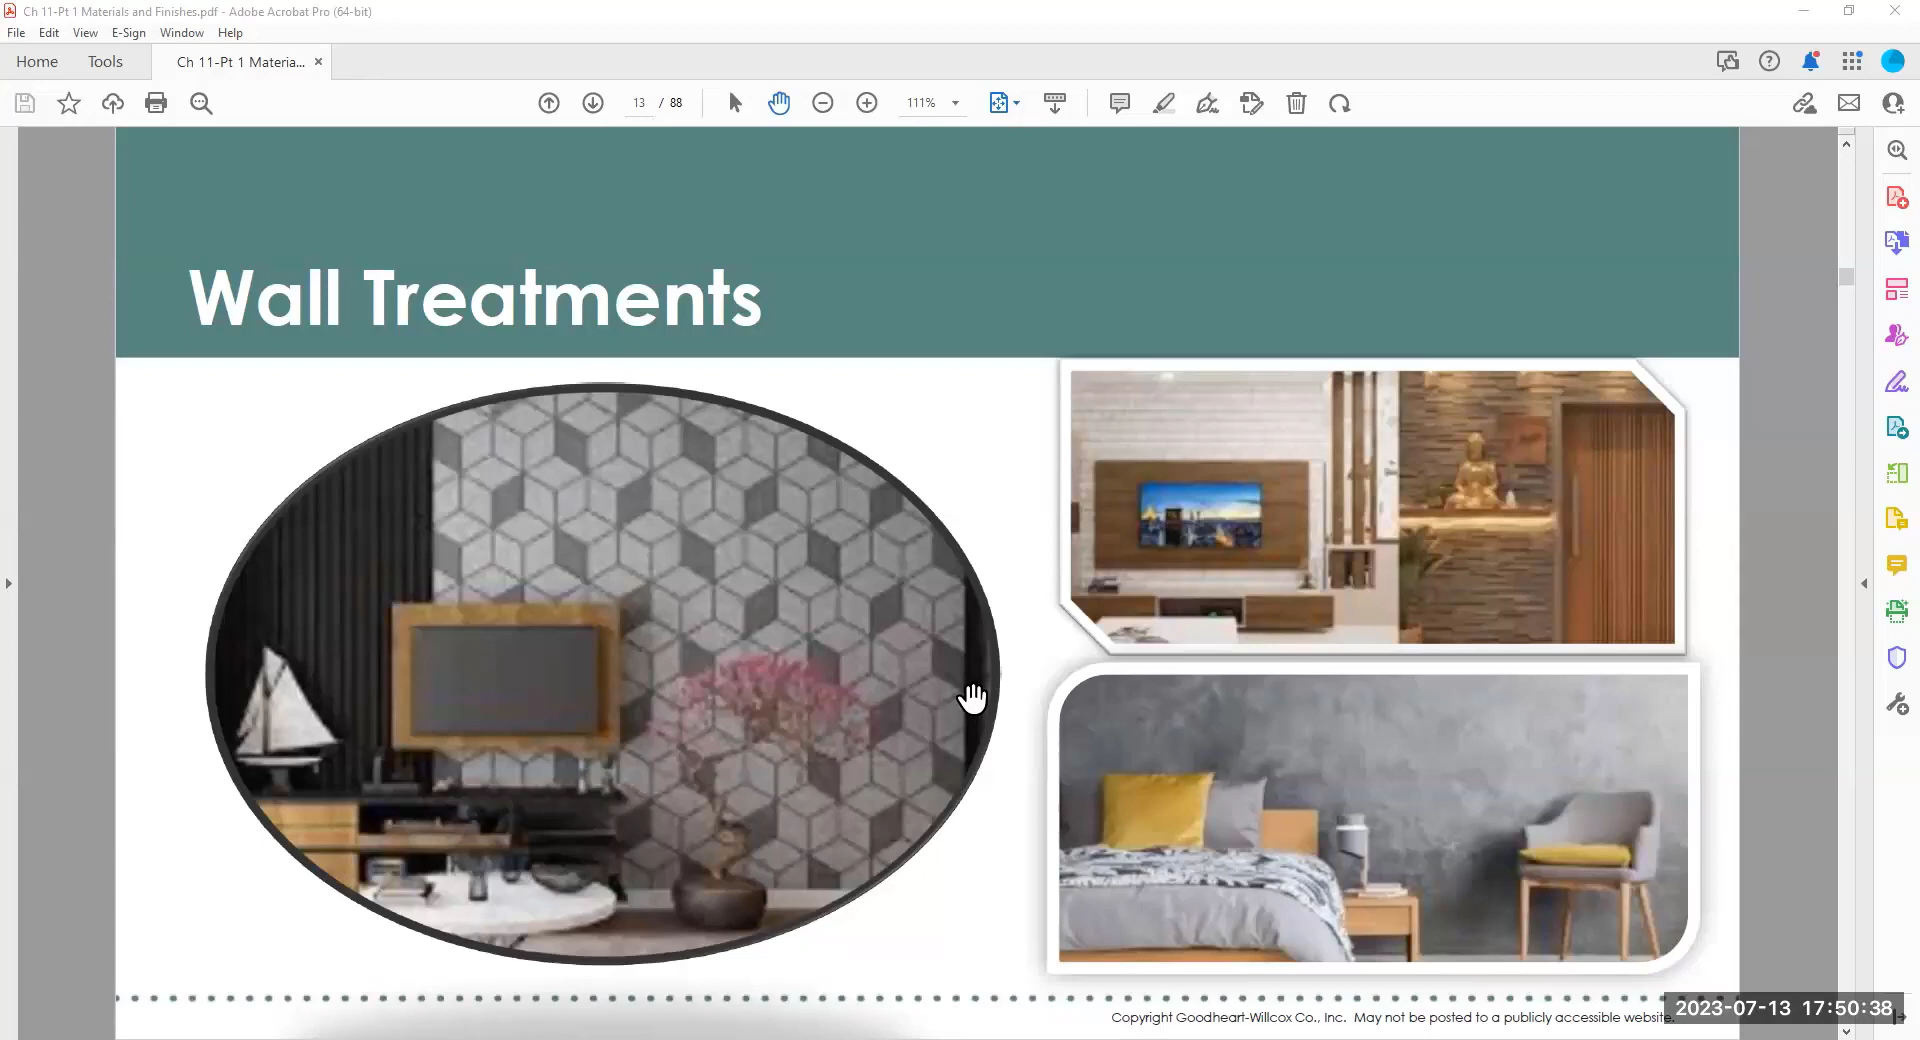 Ch 11-Pt 1 Materials and Finishes.pdf - Adobe Acrobat Pro (64-bit)
File Edit View E-Sign Window Help
Home Tools Ch 11-Pt 1 Materia... ×
13 / 88 111%
Wall Treatments
2023-07-13 17:50:38
Copyright Goodheart-Willcox Co., Inc. May not be posted to a publicly accessible website.